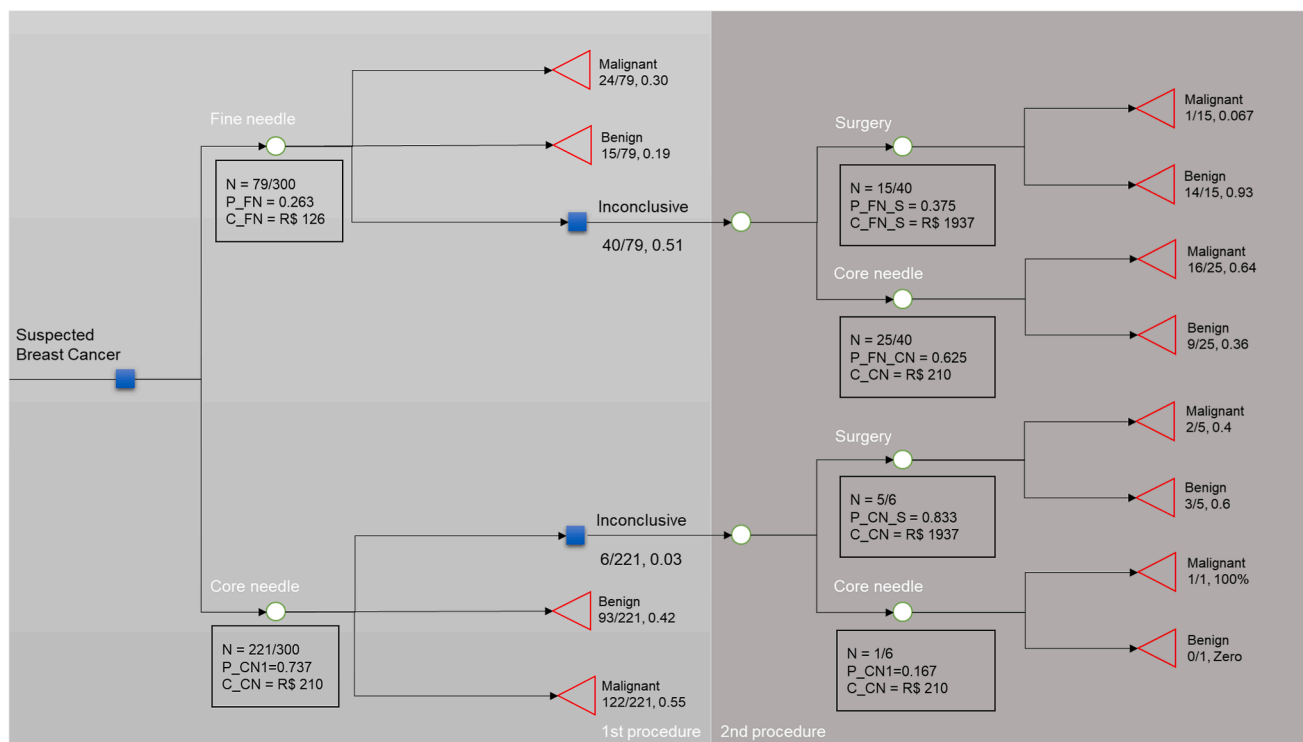 Suspected
Breast Cancer
Fine needle
N = 79/300
P_FN = 0.263
C_FN = R$ 126
Malignant
24/79, 0.30
Benign
15/79, 0.19
Inconclusive
40/79, 0.51
Surgery
N = 15/40
P_FN_S = 0.375
C_FN_S = R$ 1937
Malignant
1/15, 0.067
Benign
14/15, 0.93
Core needle
N = 25/40
P_FN_CN = 0.625
C_CN = R$ 210
Malignant
16/25, 0.64
Benign
9/25, 0.36
Core needle
N = 221/300
P_CN1=0.737
C_CN = R$ 210
Inconclusive
6/221, 0.03
Benign
93/221, 0.42
Malignant
122/221, 0.55
Surgery
N = 5/6
P_CN_S = 0.833
C_CN = R$ 1937
Malignant
2/5, 0.4
Benign
3/5, 0.6
Core needle
N = 1/6
P_CN1=0.167
C_CN = R$ 210
Malignant
1/1, 100%
Benign
0/1, Zero
1st procedure
2nd procedure